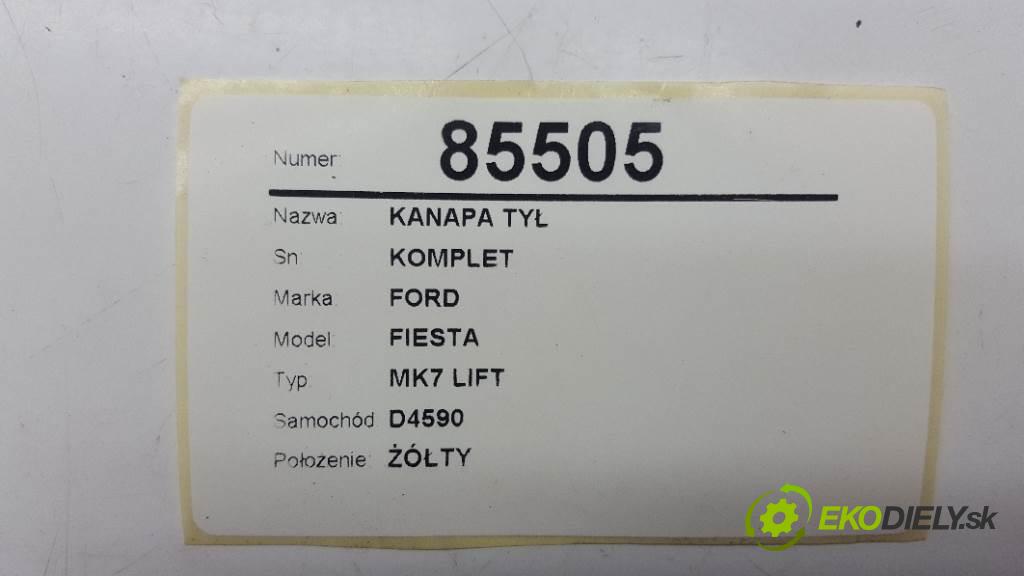 Numer: 85505
Nazwa: KANAPA TYŁ
Sn: KOMPLET
Marka: FORD
Model: FIESTA
Typ: MK7 LIFT
Samochód D4590
Położenie: ŻÓŁTY
EKODIELY.sk